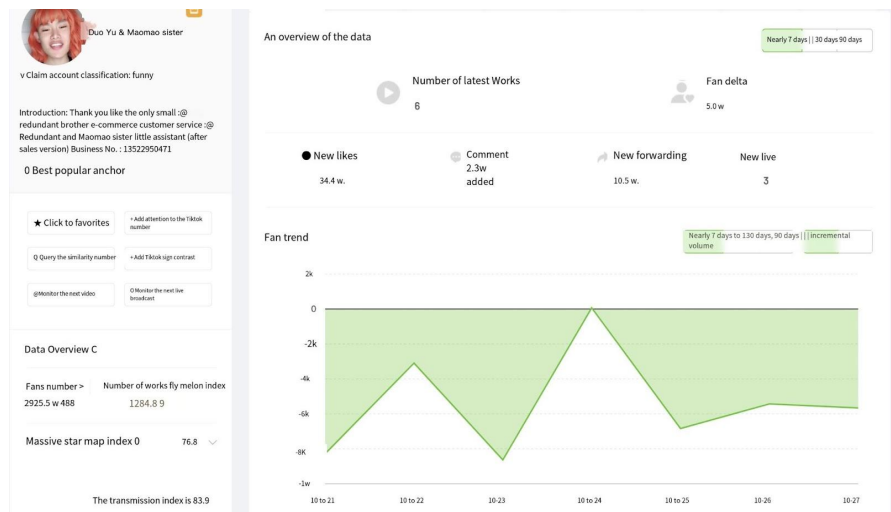 Duo Yu & Maomao sister
v Claim account classification: funny
Introduction: Thank you like the only small :@
redundant brother e-commerce customer service :@
Redundant and Maomao sister little assistant (after
sales version) Business No. : 13522950471
0 Best popular anchor
★ Click to favorites
+ Add attention to the Tiktok
number
Q Query the similarity number
+ Add Tiktok sign contrast
@Monitor the next video
O Monitor the next live
broadcast
Data Overview C
Fans number >
Number of works fly melon index
2925.5 w 488
1284.8 9
Massive star map index 0
76.8
The transmission index is 83.9
An overview of the data
Nearly 7 days | | 30 days 90 days
Number of latest Works
6
Fan delta
5.0 w
New likes
34.4 w.
Comment
2.3w
added
New forwarding
10.5 w.
New live
3
Fan trend
Nearly 7 days to 130 days, 90 days | | | incremental
volume
2k
0
-2k
-4k
-6k
-8K
-1w
10 to 21
10 to 22
10-23
10 to 24
10 to 25
10-26
10-27